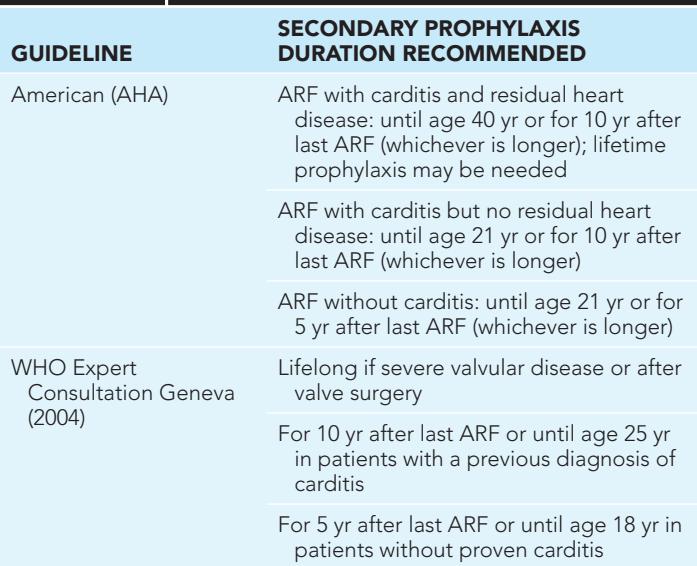 GUIDELINE
SECONDARY PROPHYLAXIS
DURATION RECOMMENDED
American (AHA)
ARF with carditis and residual heart
disease: until age 40 yr or for 10 yr after
last ARF (whichever is longer); lifetime
prophylaxis may be needed
ARF with carditis but no residual heart
disease: until age 21 yr or for 10 yr after
last ARF (whichever is longer)
ARF without carditis: until age 21 yr or for
5 yr after last ARF (whichever is longer)
WHO Expert
Consultation Geneva
(2004)
Lifelong if severe valvular disease or after
valve surgery
For 10 yr after last ARF or until age 25 yr
in patients with a previous diagnosis of
carditis
For 5 yr after last ARF or until age 18 yr in
patients without proven carditis